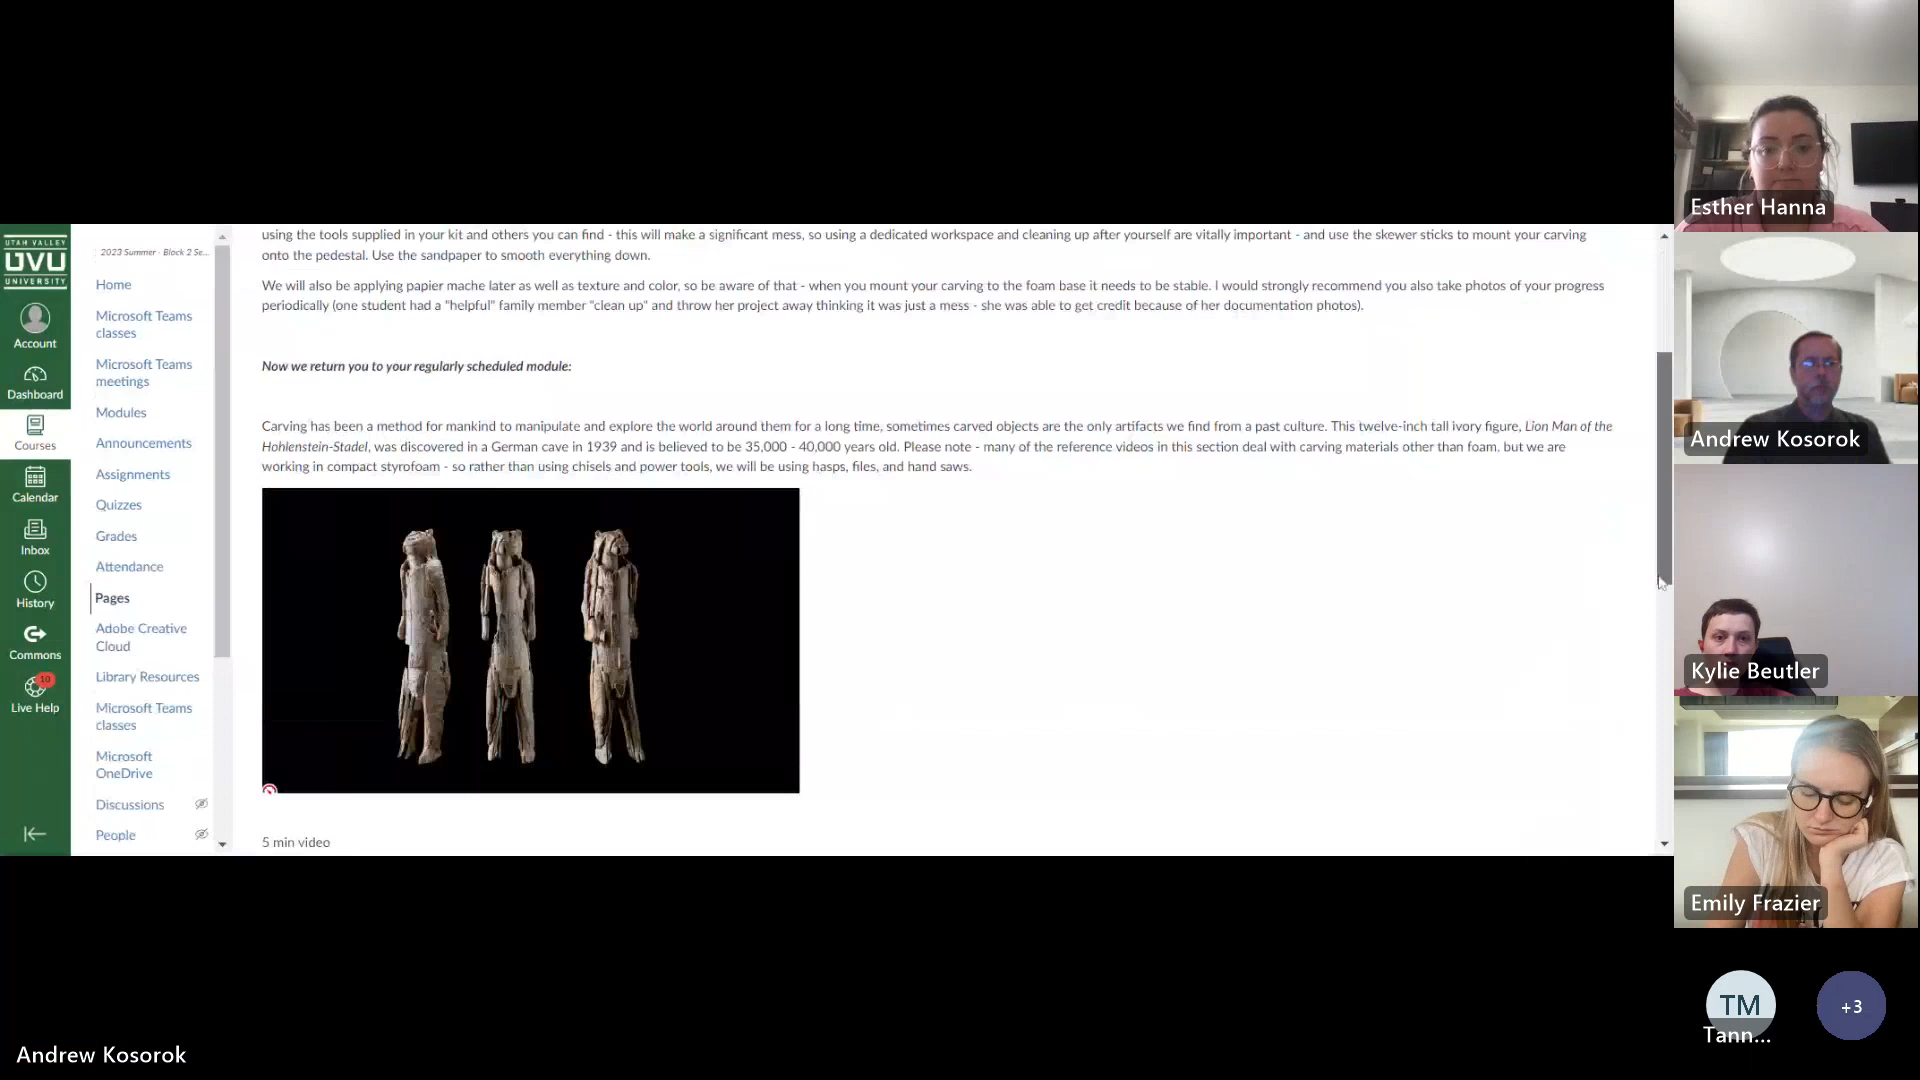 Esther Hanna
UTAH VALLEY
UVU
UNIVERSITY
2023 Summer - Block 2 Se...
using the tools supplied in your kit and others you can find - this will make a significant mess, so using a dedicated workspace and cleaning up after yourself are vitally important - and use the skewer sticks to mount your carving
onto the pedestal. Use the sandpaper to smooth everything down.
Home
Account
Microsoft Teams
classes
We will also be applying papier mache later as well as texture and color, so be aware of that - when you mount your carving to the foam base it needs to be stable. I would strongly recommend you also take photos of your progress
periodically (one student had a "helpful" family member "clean up" and throw her project away thinking it was just a mess - she was able to get credit because of her documentation photos).
Dashboard
Microsoft Teams
meetings
Now we return you to your regularly scheduled module:
Modules
Courses
Announcements
Carving has been a method for mankind to manipulate and explore the world around them for a long time, sometimes carved objects are the only artifacts we find from a past culture. This twelve-inch tall ivory figure, Lion Man of the
Hohlenstein-Stadel, was discovered in a German cave in 1939 and is believed to be 35,000 - 40,000 years old. Please note - many of the reference videos in this section deal with carving materials other than foam, but we are
working in compact styrofoam - so rather than using chisels and power tools, we will be using hasps, files, and hand saws.
Andrew Kosorok
Assignments
Calendar
Quizzes
Grades
Inbox
Attendance
History
Pages
Adobe Creative
Cloud
Commons
Library Resources
10
Live Help
Microsoft Teams
classes
Kylie Beutler
Microsoft
OneDrive
Discussions
People
5 min video
Emily Frazier
TM
Tann...
+3
Andrew Kosorok